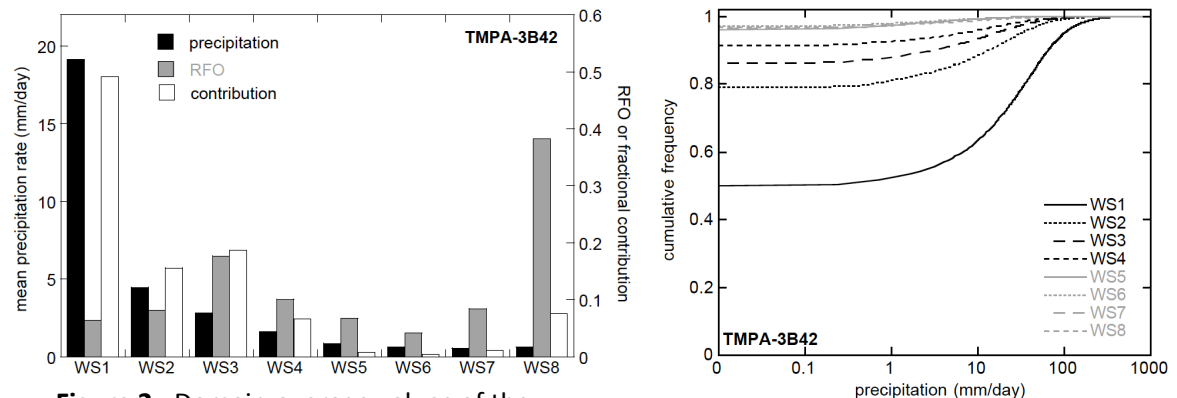 TMPA-3B42
precipitation
RFO
contribution
mean precipitation rate (mm/day)
20
15
10
5
0
0.6
0.5
0.4
0.3
0.2
0.1
0
RFO or fractional contribution
WS1 WS2 WS3 WS4 WS5 WS6 WS7 WS8
cumulative frequency
1
0.8
0.6
0.4
0.2
0
WS1
WS2
WS3
WS4
WS5
WS6
WS7
WS8
TMPA-3B42
0 0.1 1 10 100 1000
precipitation (mm/day)